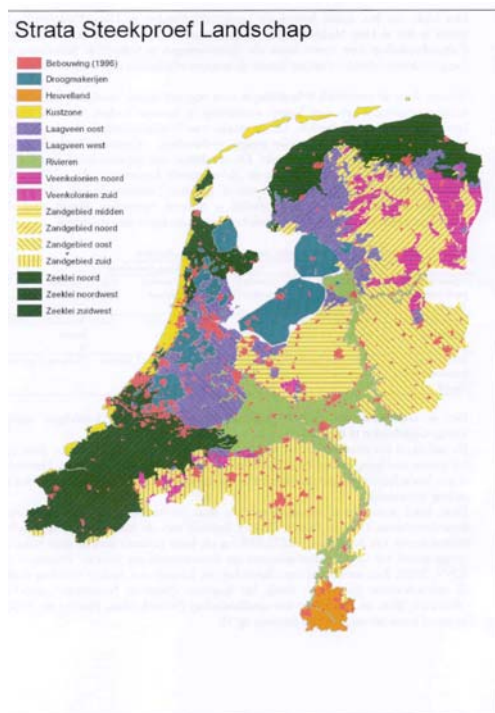 Strata Steekproef Landschap
Bebouwing (1996)
Droogmakerijen
Heuvelland
Kustzone
Laagveen oost
Laagveen west
Rivieren
Veenkolonien noord
Veenkolonien zuid
Zandgebied midden
Zandgebied noord
Zandgebied oost
Zandgebied zuid
Zeeklei noord
Zeeklei noordwest
Zeeklei zuidwest